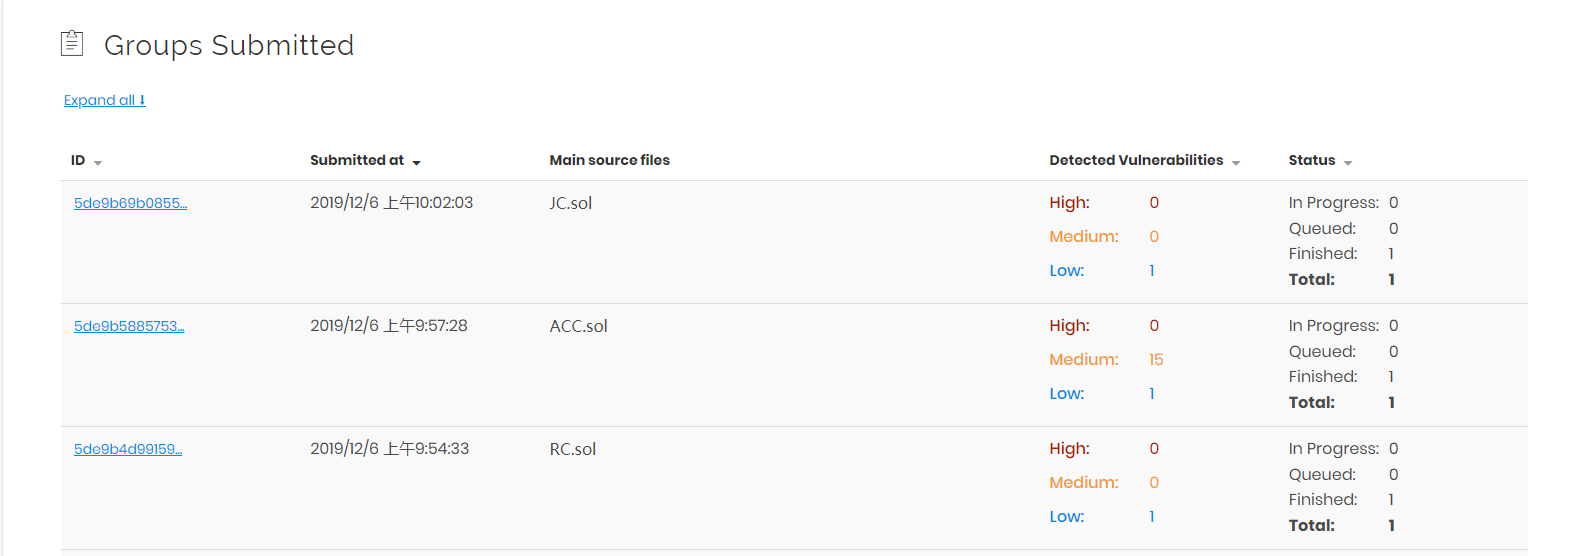 Groups Submitted
Expand all ⬇
ID Submitted at Main source files Detected Vulnerabilities Status
5de9b69b0855... 2019/12/6 上午10:02:03 JC.sol High: 0 In Progress: 0
Queued: 0
Medium: 0
Finished: 1
Low: 1
Total: 1
5de9b5885753... 2019/12/6 上午9:57:28 ACC.sol High: 0 In Progress: 0
Queued: 0
Medium: 15
Finished: 1
Low: 1
Total: 1
5de9b4d99159... 2019/12/6 上午9:54:33 RC.sol High: 0 In Progress: 0
Queued: 0
Medium: 0
Finished: 1
Low: 1
Total: 1